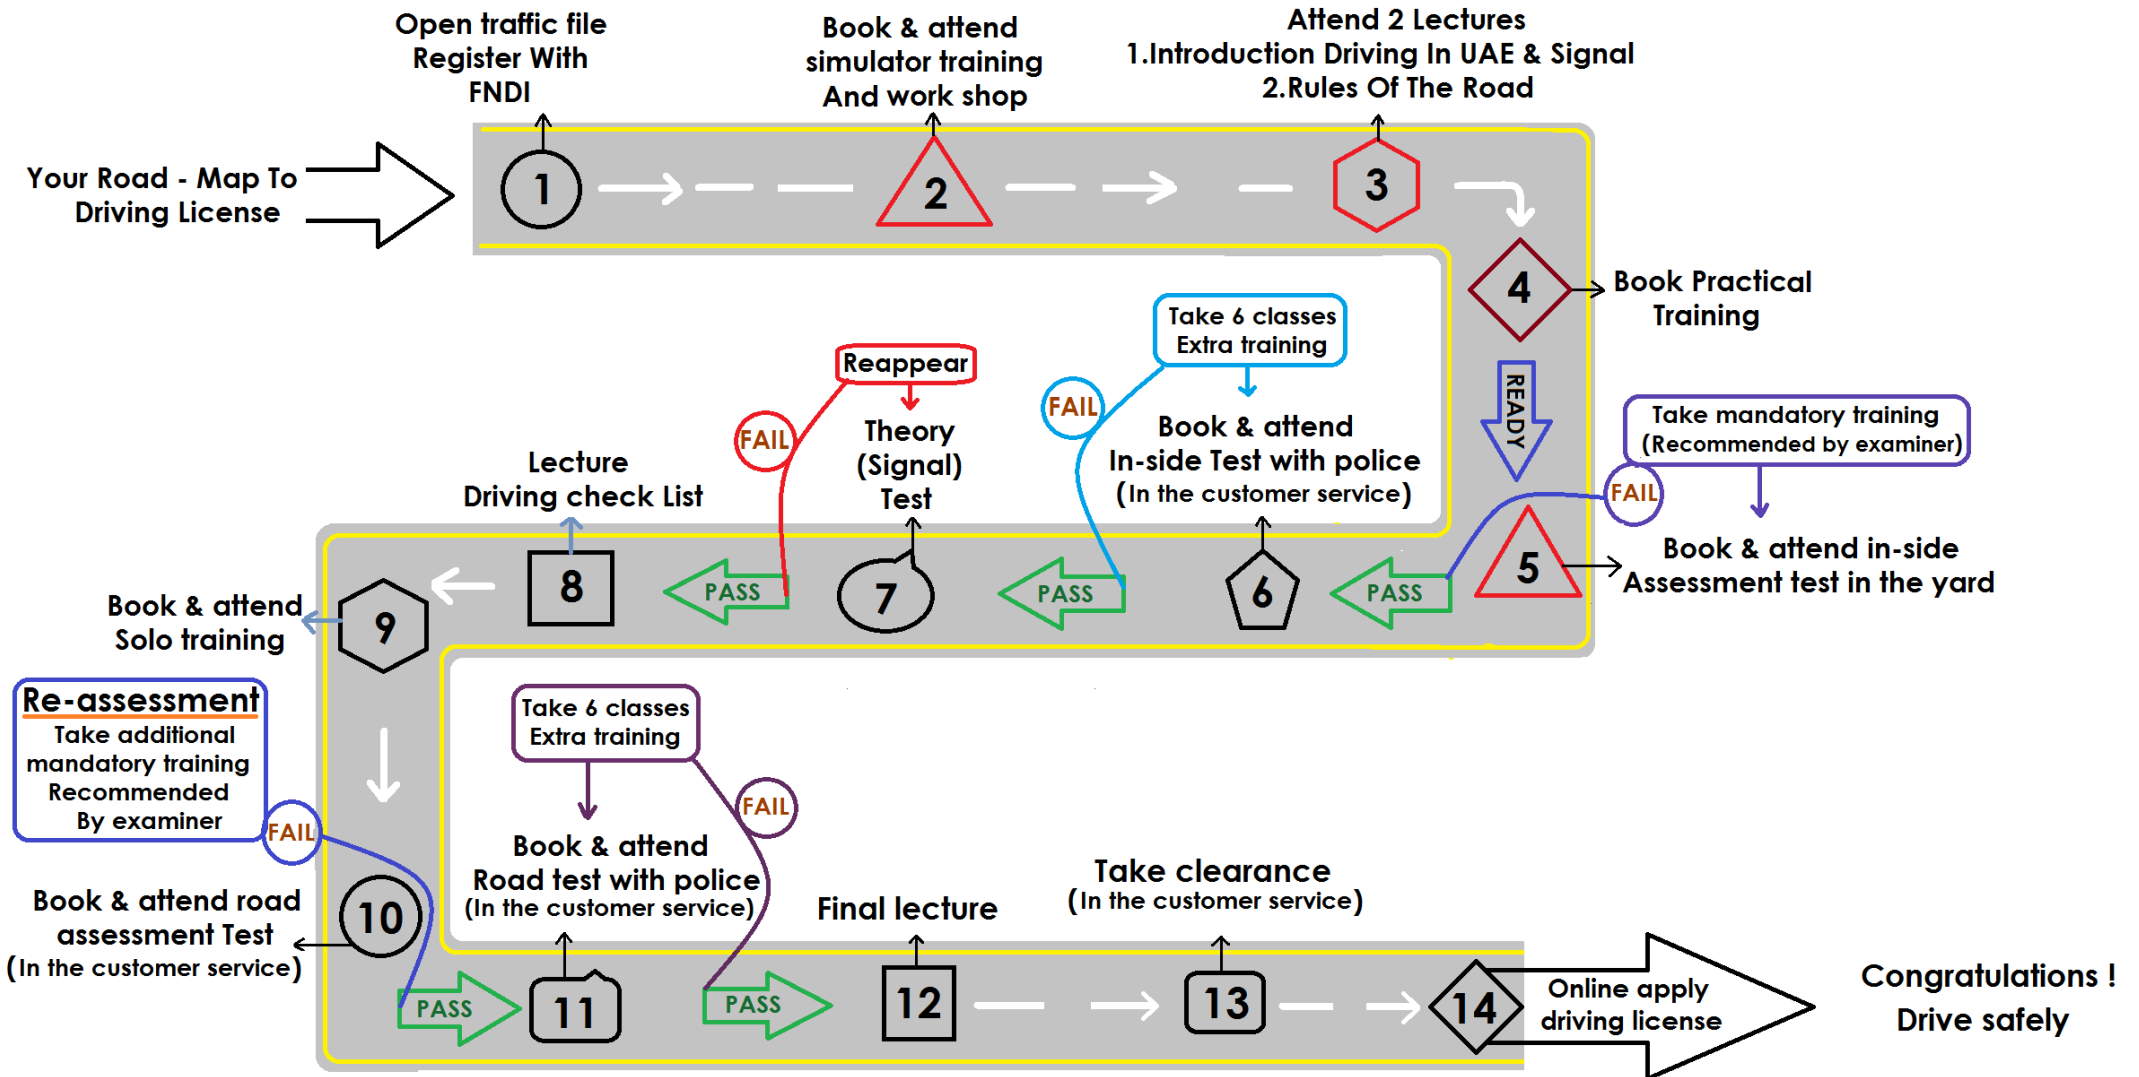 Your Road - Map To
Driving License
Open traffic file
Register With
FNDI
1
Book & attend
simulator training
And work shop
2
Attend 2 Lectures
1.Introduction Driving In UAE & Signal
2.Rules Of The Road
3
4
Book Practical
Training
READY
Take mandatory training
(Recommended by examiner)
FAIL
Book & attend in-side
Assessment test in the yard
5
PASS
Take 6 classes
Extra training
FAIL
Book & attend
In-side Test with police
(In the customer service)
6
PASS
Reappear
FAIL
Theory
(Signal)
Test
7
PASS
Lecture
Driving check List
8
Book & attend
Solo training
9
Re-assessment
Take additional
mandatory training
Recommended
By examiner
FAIL
Book & attend road
assessment Test
(In the customer service)
10
PASS
Take 6 classes
Extra training
FAIL
Book & attend
Road test with police
(In the customer service)
11
PASS
Final lecture
12
Take clearance
(In the customer service)
13
14
Online apply
driving license
Congratulations !
Drive safely